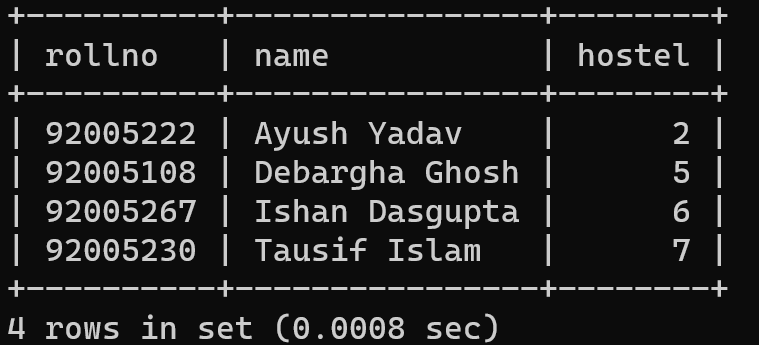 +----------+----------------+--------+
| rollno   | name           | hostel |
+----------+----------------+--------+
| 92005222 | Ayush Yadav    |      2 |
| 92005108 | Debargha Ghosh |      5 |
| 92005267 | Ishan Dasgupta |      6 |
| 92005230 | Tausif Islam   |      7 |
+----------+----------------+--------+
4 rows in set (0.0008 sec)